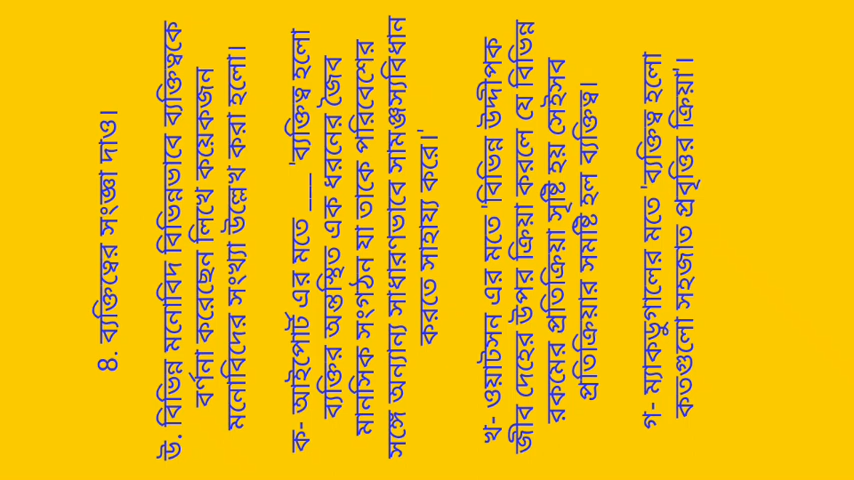 ৪. ব্যক্তিত্বের সংজ্ঞা দাও।
উ. বিভিন্ন মনোবিদ বিভিন্নভাবে ব্যক্তিত্বকে
বর্ণনা করেছেন লিখে কয়েকজন
মনোবিদের সংখ্যা উল্লেখ করা হলো।
ক- আইপোর্ট এর মতে ___ 'ব্যক্তিত্ব হলো
ব্যক্তির অন্তস্থিত এক ধরনের জৈব
মানসিক সংগঠন যা তাকে পরিবেশের
সঙ্গে অন্যান্য সাধারণভাবে সামঞ্জস্যবিধান
করতে সাহায্য করে।'
খ- ওয়াটসন এর মতে 'বিভিন্ন উদ্দীপক
জীব দেহের উপর ক্রিয়া করলে যে বিভিন্ন
রকমের প্রতিক্রিয়া সৃষ্টি হয় সেইসব
প্রতিক্রিয়ার সমষ্টি হল ব্যক্তিত্ব।
গ- ম্যাকডুগালের মতে 'ব্যক্তিত্ব হলো
কতগুলো সহজাত প্রবৃত্তির ক্রিয়া'।